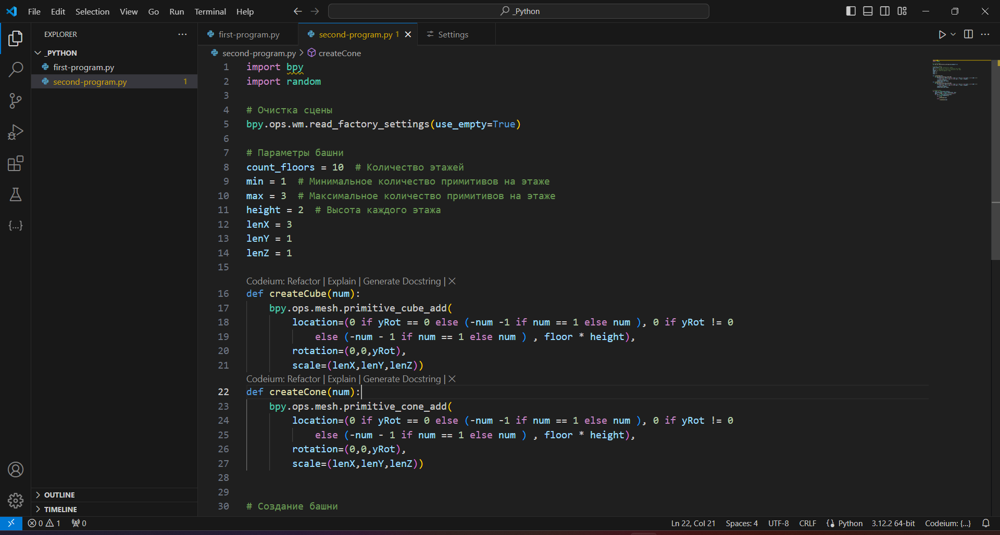 File Edit Selection View Go Run Terminal Help
_Python
EXPLORER
_PYTHON
first-program.py
second-program.py 1
OUTLINE
TIMELINE
first-program.py second-program.py 1 Settings
second-program.py > createCone
1 import bpy
2 import random
3
4 # Очистка сцены
5 bpy.ops.wm.read_factory_settings(use_empty=True)
6
7 # Параметры башни
8 count_floors = 10 # Количество этажей
9 min = 1 # Минимальное количество примитивов на этаже
10 max = 3 # Максимальное количество примитивов на этаже
11 height = 2 # Высота каждого этажа
12 lenX = 3
13 lenY = 1
14 lenZ = 1
15
Codeium: Refactor | Explain | Generate Docstring | ×
16 def createCube(num):
17 bpy.ops.mesh.primitive_cube_add(
18 location=(0 if yRot == 0 else (-num -1 if num == 1 else num ), 0 if yRot != 0
19 else (-num - 1 if num == 1 else num ) , floor * height),
20 rotation=(0,0,yRot),
21 scale=(lenX,lenY,lenZ))
Codeium: Refactor | Explain | Generate Docstring | ×
22 def createCone(num):
23 bpy.ops.mesh.primitive_cone_add(
24 location=(0 if yRot == 0 else (-num -1 if num == 1 else num ), 0 if yRot != 0
25 else (-num - 1 if num == 1 else num ) , floor * height),
26 rotation=(0,0,yRot),
27 scale=(lenX,lenY,lenZ))
28
29
30 # Создание башни
0 1 0 Ln 22, Col 21 Spaces: 4 UTF-8 CRLF Python 3.12.2 64-bit Codeium: {...}